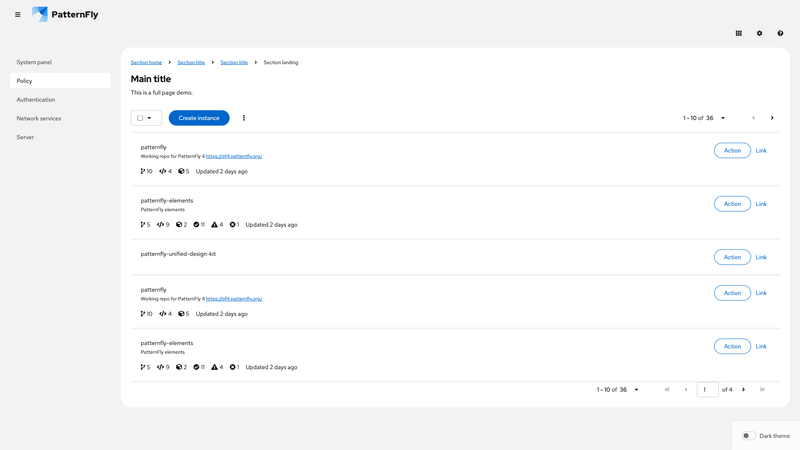 PatternFly
System panel
Policy
Authentication
Network services
Server
Section home Section title Section title Section landing
Main title
This is a full page demo.
Create instance 1 - 10 of 36
patternfly
Working repo for PatternFly 4 https://pf4.patternfly.org/
10 4 5 Updated 2 days ago
Action Link
patternfly-elements
PatternFly elements
5 9 2 11 4 1 Updated 2 days ago
Action Link
patternfly-unified-design-kit
Action Link
patternfly
Working repo for PatternFly 4 https://pf4.patternfly.org/
10 4 5 Updated 2 days ago
Action Link
patternfly-elements
PatternFly elements
5 9 2 11 4 1 Updated 2 days ago
Action Link
1 - 10 of 36 1 of 4
Dark theme